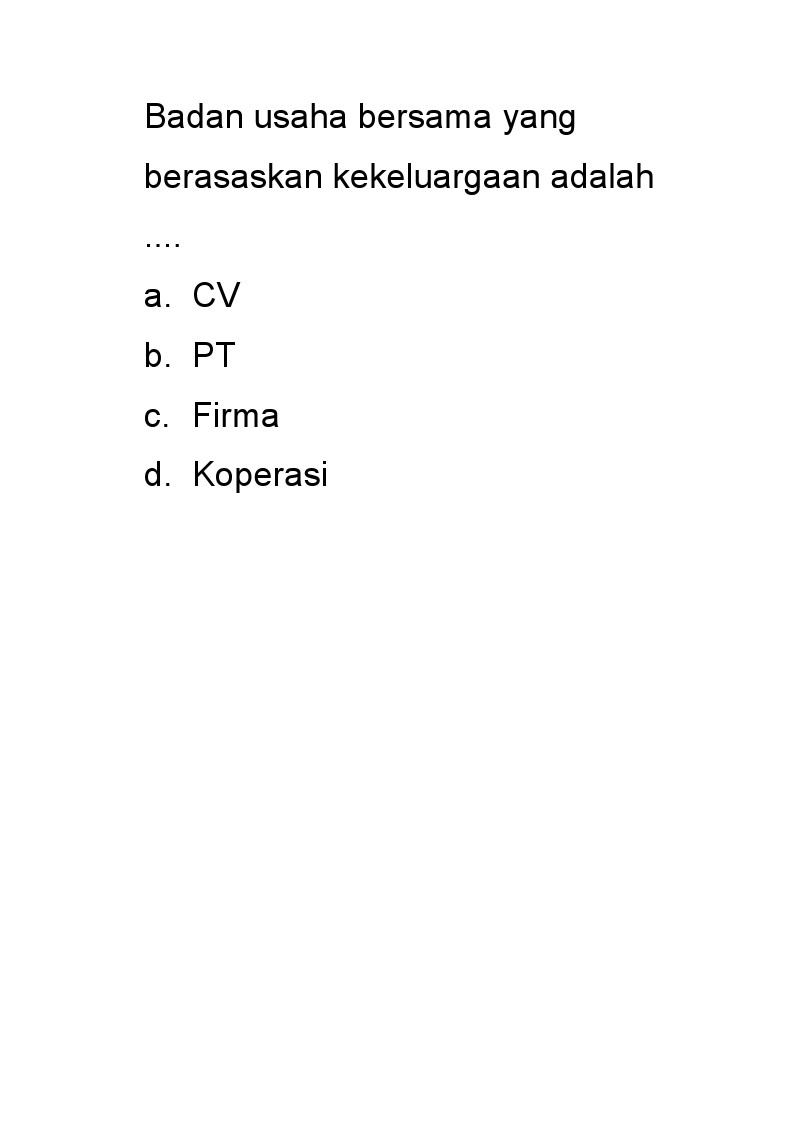 Badan usaha bersama yang
berasaskan kekeluargaan adalah
....
a. CV
b. PT
c. Firma
d. Koperasi